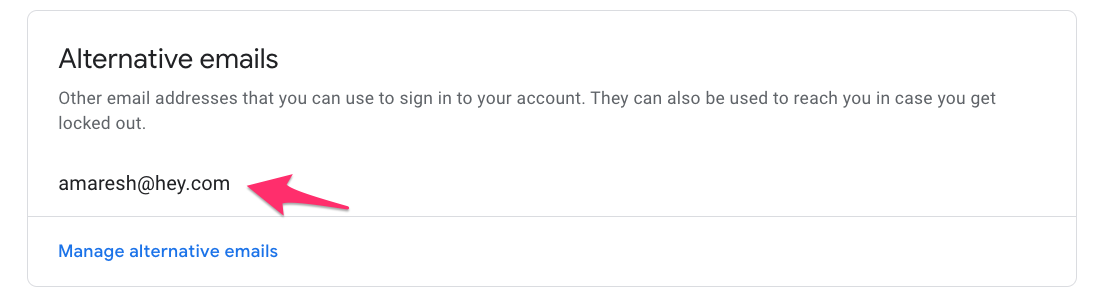 Alternative emails
Other email addresses that you can use to sign in to your account. They can also be used to reach you in case you get
locked out.
amaresh@hey.com
Manage alternative emails